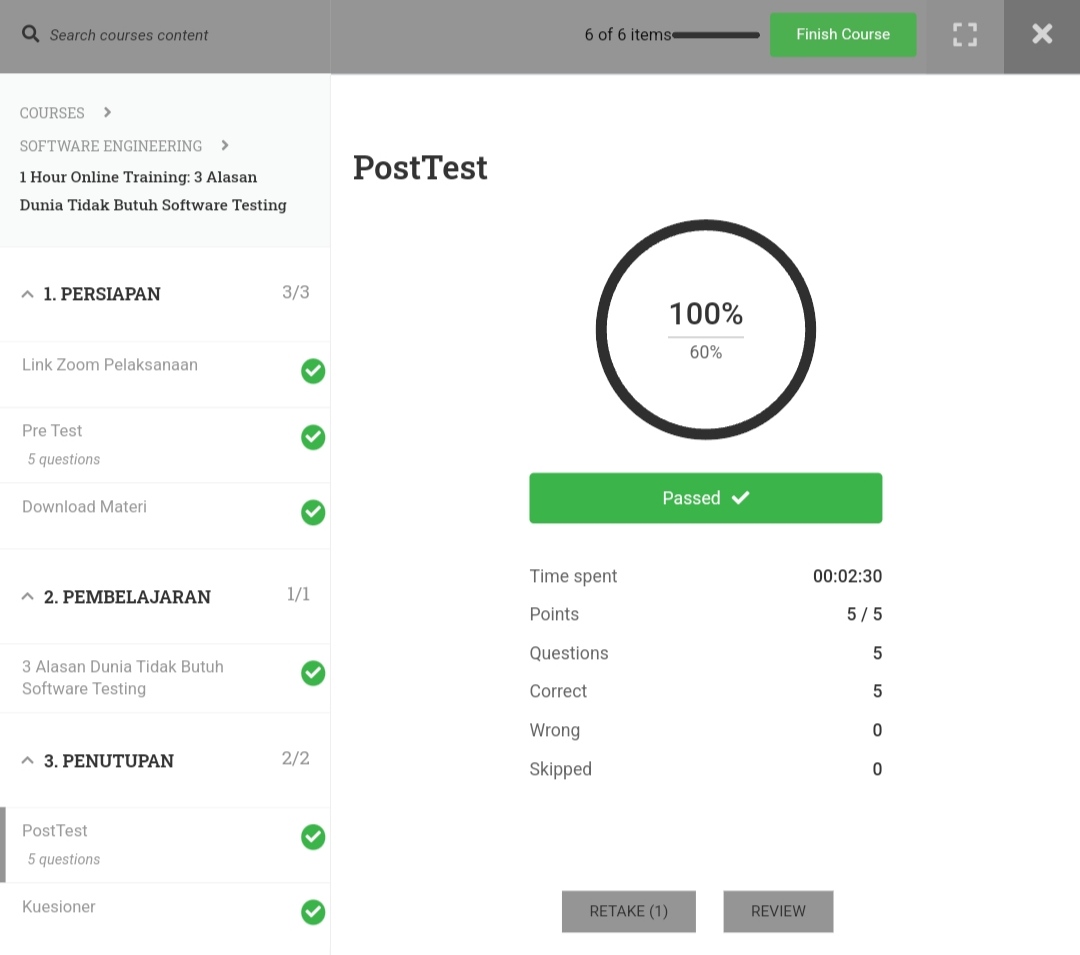 Search courses content
6 of 6 items
Finish Course
COURSES
SOFTWARE ENGINEERING
1 Hour Online Training: 3 Alasan
Dunia Tidak Butuh Software Testing
1. PERSIAPAN 3/3
Link Zoom Pelaksanaan
Pre Test
5 questions
Download Materi
2. PEMBELAJARAN 1/1
3 Alasan Dunia Tidak Butuh
Software Testing
3. PENUTUPAN 2/2
PostTest
5 questions
Kuesioner
PostTest
100%
60%
Passed
Time spent 00:02:30
Points 5 / 5
Questions 5
Correct 5
Wrong 0
Skipped 0
RETAKE (1)
REVIEW